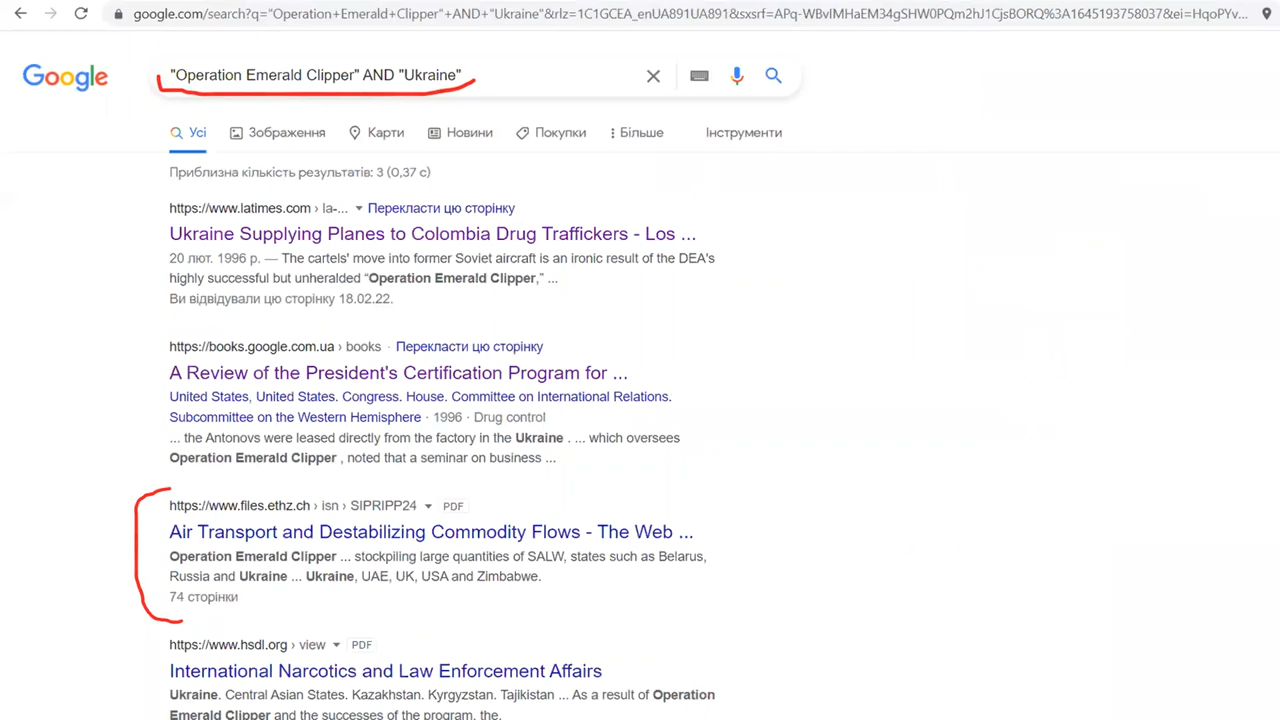 google.com/search?q="Operation+Emerald+Clipper"+AND+"Ukraine"&rlz=1C1GCEA_enUA891UA891&sxsrf=APq-WBvIMHaEM34gSHW0PQm2hJ1CjsBORQ%3A1645193758037&ei=HqoPYv...
Google
"Operation Emerald Clipper" AND "Ukraine"
Усі Зображення Карти Новини Покупки Більше Інструменти
Приблизна кількість результатів: 3 (0,37 с)
https://www.latimes.com › la-... Перекласти цю сторінку
Ukraine Supplying Planes to Colombia Drug Traffickers - Los ...
20 лют. 1996 р. — The cartels' move into former Soviet aircraft is an ironic result of the DEA's
highly successful but unheralded “Operation Emerald Clipper,” ...
Ви відвідували цю сторінку 18.02.22.
https://books.google.com.ua › books · Перекласти цю сторінку
A Review of the President's Certification Program for ...
United States, United States. Congress. House. Committee on International Relations.
Subcommittee on the Western Hemisphere · 1996 · Drug control
... the Antonovs were leased directly from the factory in the Ukraine . ... which oversees
Operation Emerald Clipper , noted that a seminar on business ...
https://www.files.ethz.ch › isn › SIPRIPP24 PDF
Air Transport and Destabilizing Commodity Flows - The Web ...
Operation Emerald Clipper ... stockpiling large quantities of SALW, states such as Belarus,
Russia and Ukraine ... Ukraine, UAE, UK, USA and Zimbabwe.
74 сторінки
https://www.hsdl.org › view PDF
International Narcotics and Law Enforcement Affairs
Ukraine. Central Asian States. Kazakhstan. Kyrgyzstan. Tajikistan ... As a result of Operation
Emerald Clipper and the successes of the program, the.